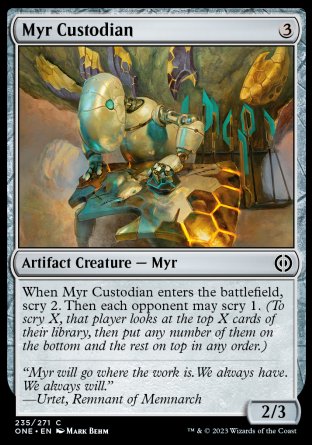 Myr Custodian 3
Artifact Creature — Myr
When Myr Custodian enters the battlefield,
scry 2. Then each opponent may scry 1. (To
scry X, that player looks at the top X cards of
their library, then put any number of them on
the bottom and the rest on top in any order.)
“Myr will go where the work is. We always have.
We always will.”
—Urtet, Remnant of Memnarch
2/3
235/271 C
ONE • EN Mark Behm
™ & © 2023 Wizards of the Coast